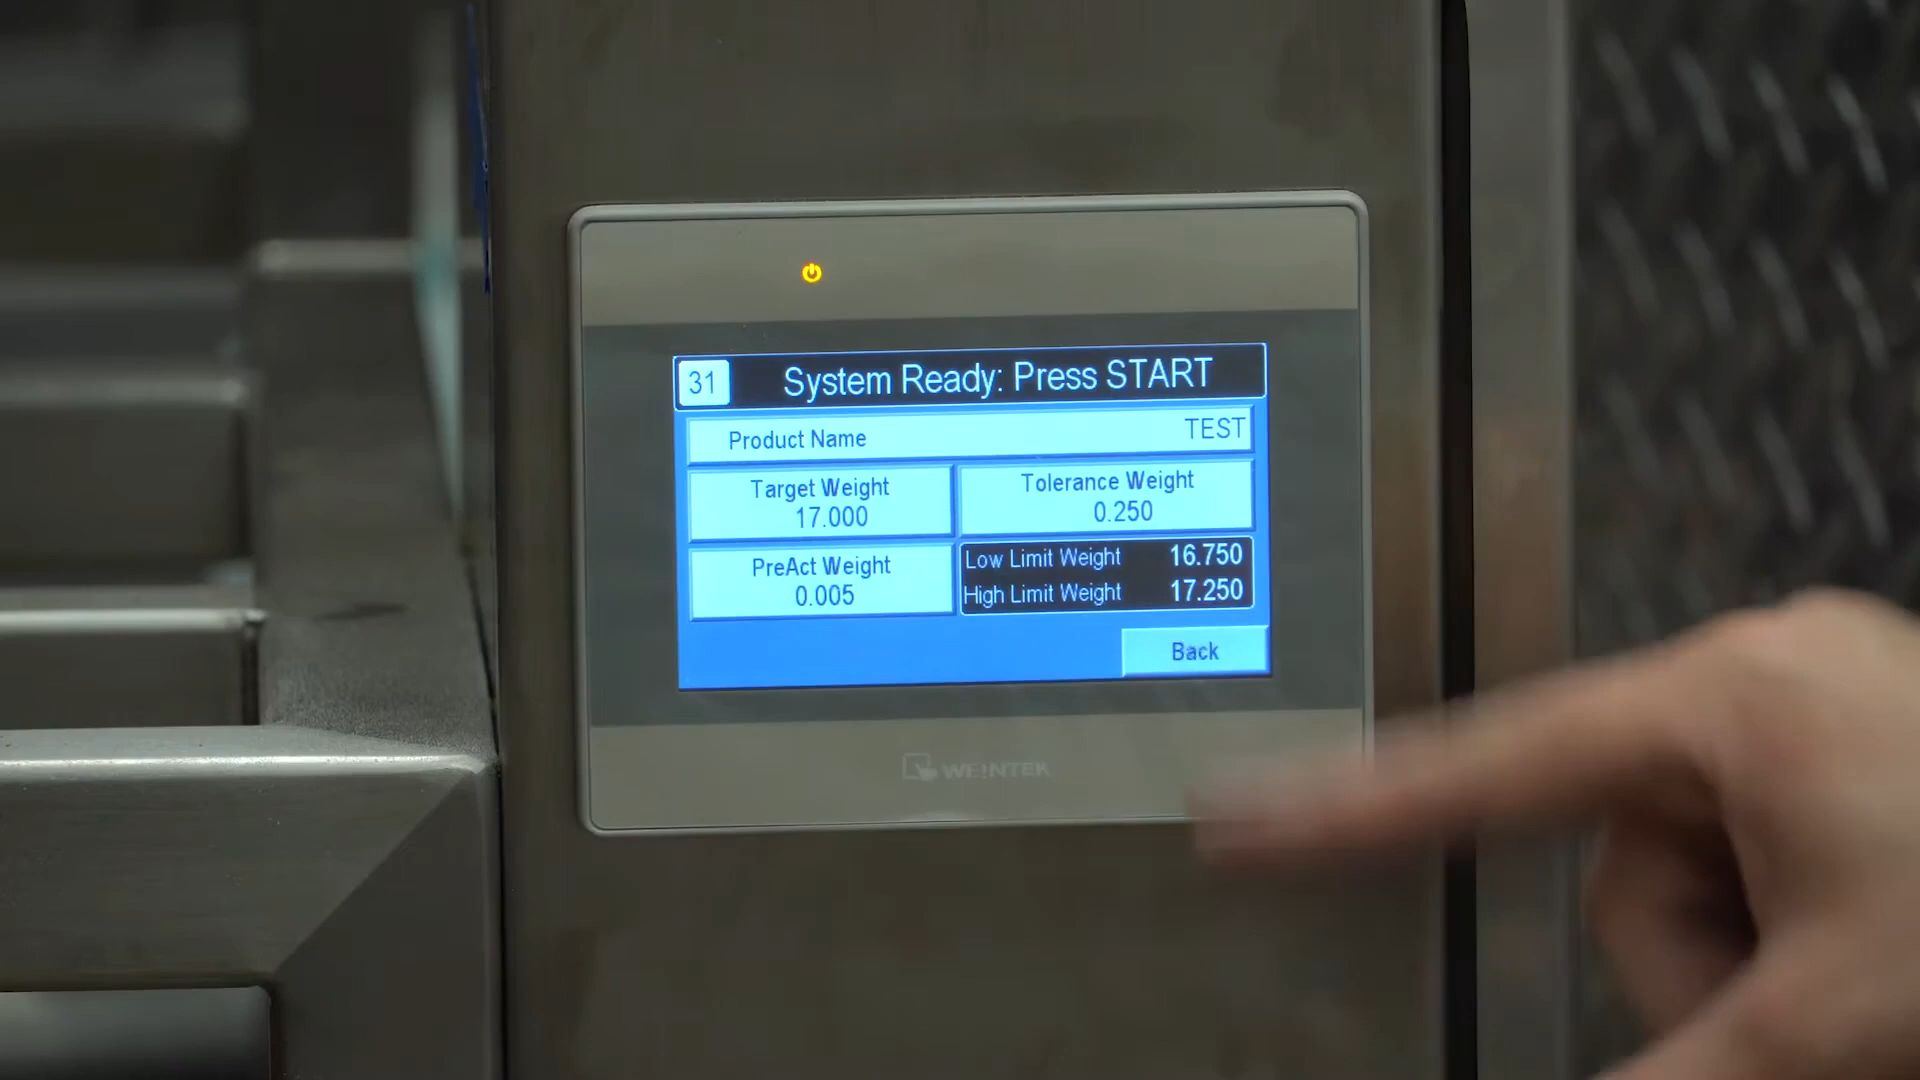 31 System Ready: Press START
Product Name TEST
Target Weight
17.000
Tolerance Weight
0.250
PreAct Weight
0.005
Low Limit Weight 16.750
High Limit Weight 17.250
Back
WEINTEK